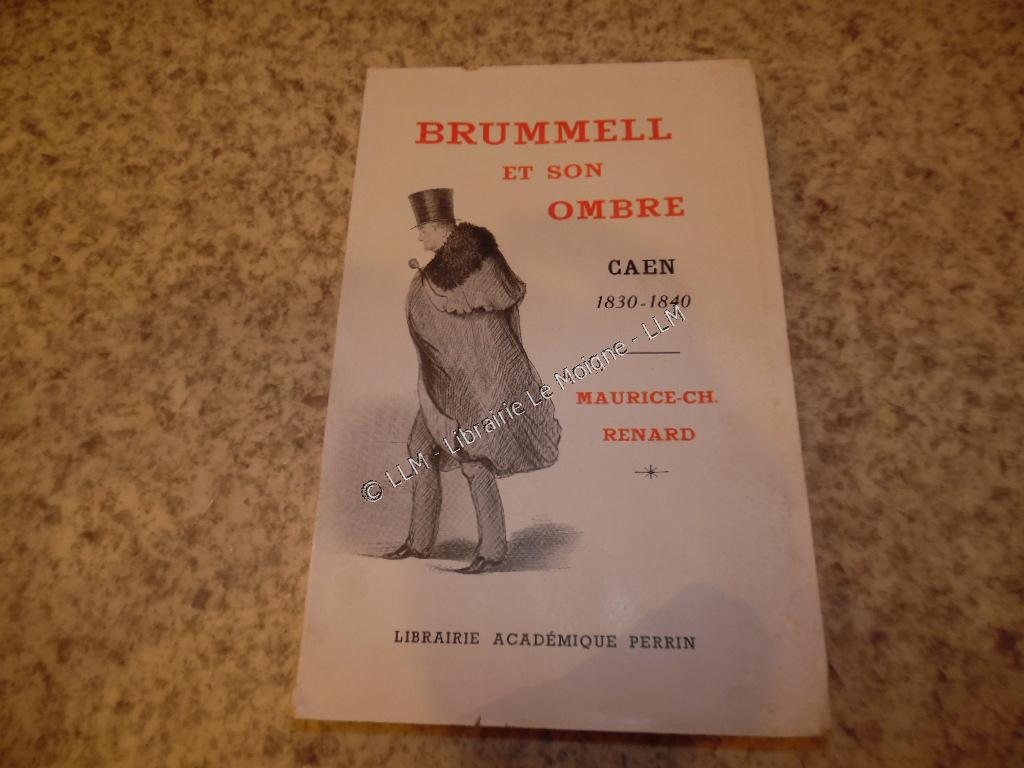 BRUMMELL
ET SON
OMBRE
CAEN
1830-1840
MAURICE-CH.
RENARD
© LLM - Librairie Le Moigne - LLM
LIBRAIRIE ACADÉMIQUE PERRIN